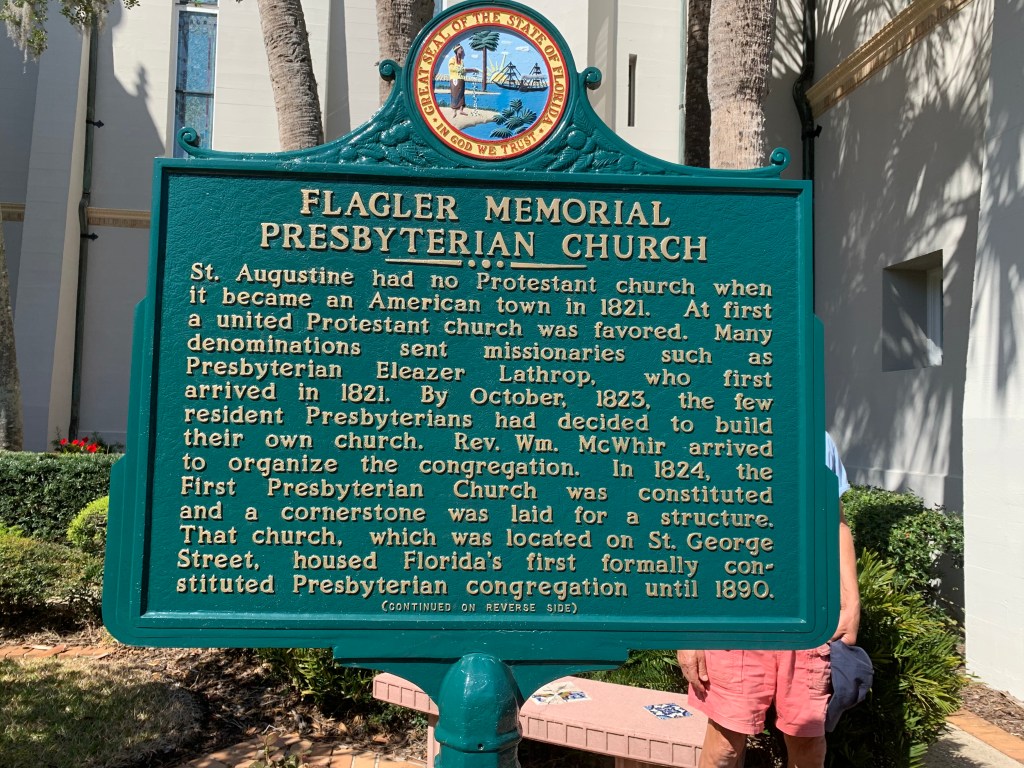 GREAT SEAL OF THE STATE OF FLORIDA
• IN GOD WE TRUST •
FLAGLER MEMORIAL
PRESBYTERIAN CHURCH
St. Augustine had no Protestant church when
it became an American town in 1821. At first
a united Protestant church was favored. Many
denominations sent missionaries such as
Presbyterian Eleazer Lathrop, who first
arrived in 1821. By October, 1823, the few
resident Presbyterians had decided to build
their own church. Rev. Wm. McWhir arrived
to organize the congregation. In 1824, the
First Presbyterian Church was constituted
and a cornerstone was laid for a structure.
That church, which was located on St. George
Street, housed Florida's first formally con-
stituted Presbyterian congregation until 1890.
(CONTINUED ON REVERSE SIDE)